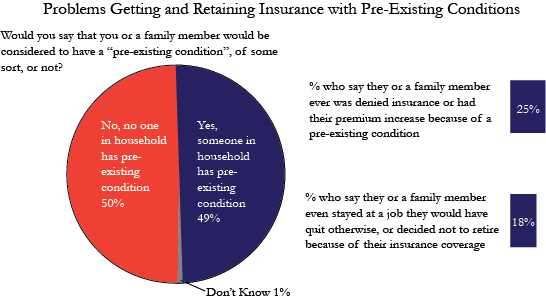 Problems Getting and Retaining Insurance with Pre-Existing Conditions
Would you say that you or a family member would be
considered to have a “pre-existing condition”, of some
sort, or not?
No, no one
in household
has pre-
existing
condition
50%
Yes,
someone in
household
has pre-
existing
condition
49%
Don’t Know 1%
% who say they or a family member
ever was denied insurance or had
their premium increase because of a
pre-existing condition
25%
% who say they or a family member
even stayed at a job they would have
quit otherwise, or decided not to retire
because of their insurance coverage
18%